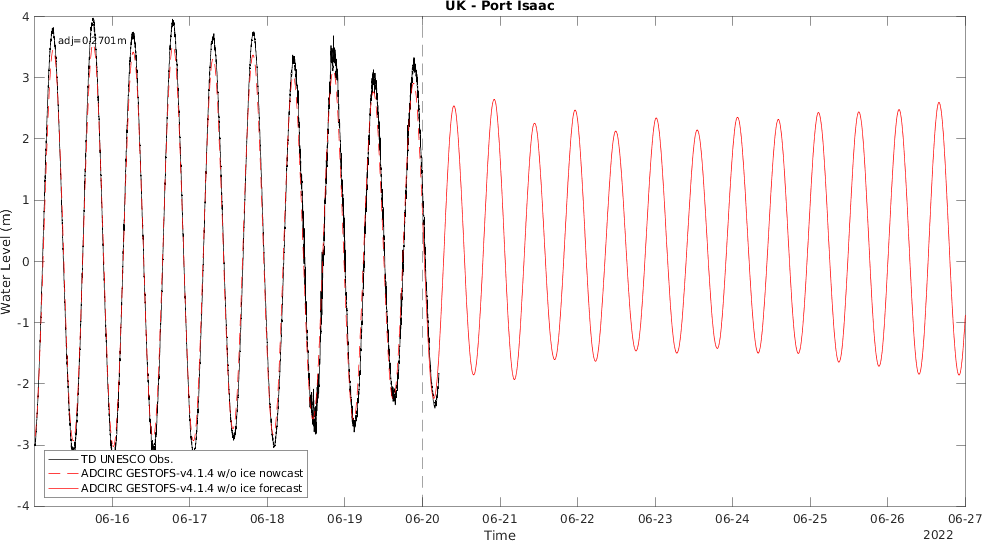 UK - Port Isaac
adj=0.2701m
4
3
2
1
0
-1
-2
-3
-4
Water Level (m)
TD UNESCO Obs.
ADCIRC GESTOFS-v4.1.4 w/o ice nowcast
ADCIRC GESTOFS-v4.1.4 w/o ice forecast
06-16 06-17 06-18 06-19 06-20 06-21 06-22 06-23 06-24 06-25 06-26 06-27
Time
2022